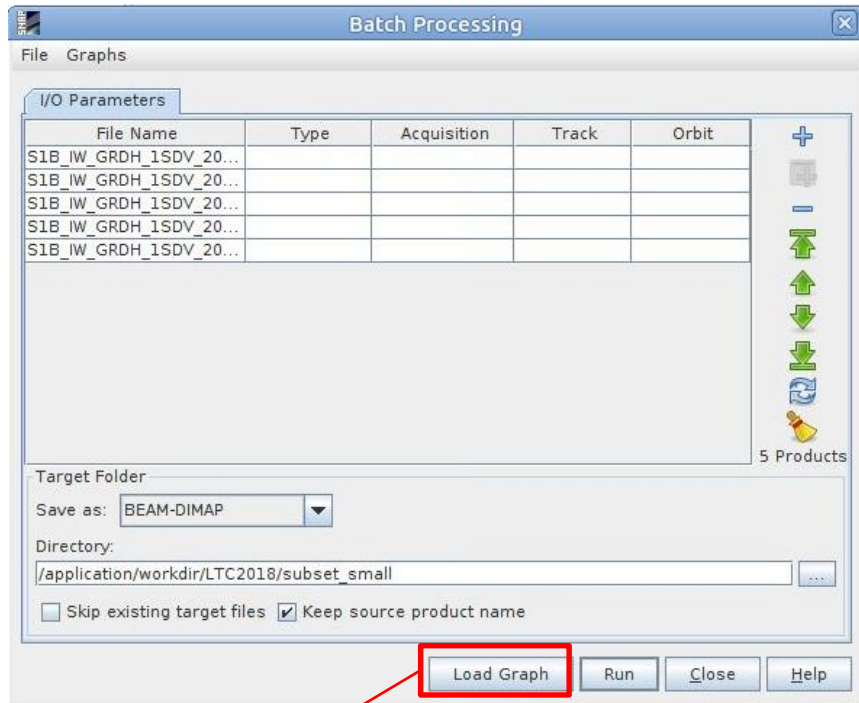 SNAP
Batch Processing
File Graphs
I/O Parameters
File Name Type Acquisition Track Orbit
S1B_IW_GRDH_1SDV_20...
S1B_IW_GRDH_1SDV_20...
S1B_IW_GRDH_1SDV_20...
S1B_IW_GRDH_1SDV_20...
S1B_IW_GRDH_1SDV_20...
5 Products
Target Folder
Save as: BEAM-DIMAP
Directory:
/application/workdir/LTC2018/subset_small
...
Skip existing target files Keep source product name
Load Graph Run Close Help